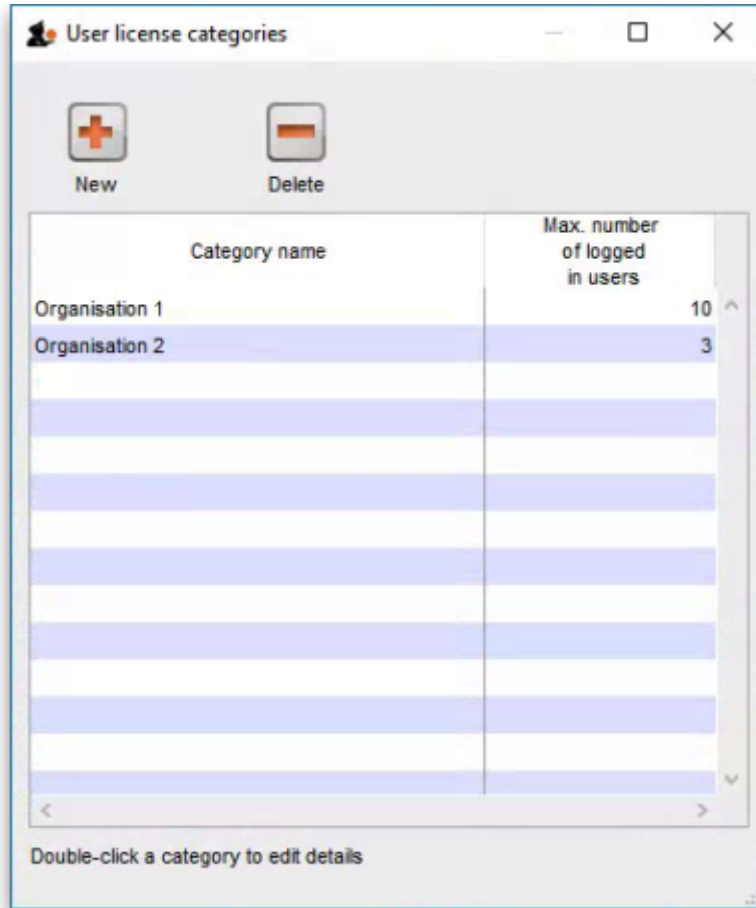 User license categories
New
Delete
Category name
Max. number
of logged
in users
Organisation 1
10
Organisation 2
3
Double-click a category to edit details